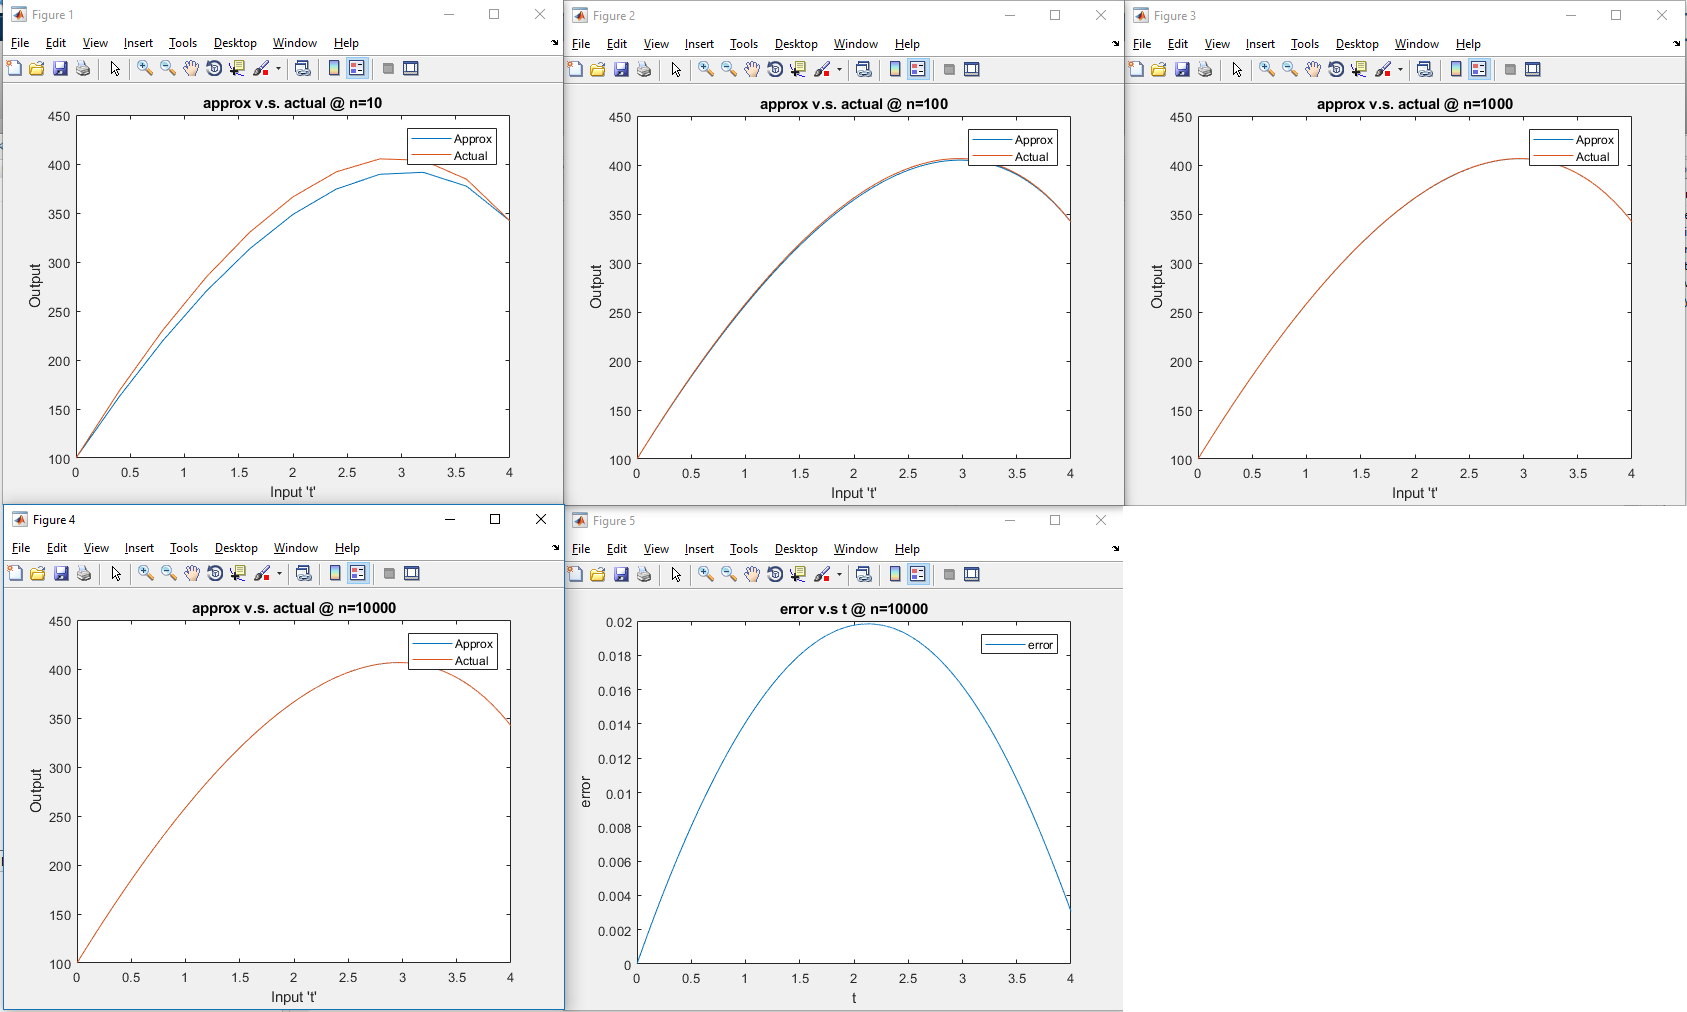 Figure 1
File Edit View Insert Tools Desktop Window Help
approx v.s. actual @ n=10
Approx
Actual
450
400
350
300
250
200
150
100
Output
0 0.5 1 1.5 2 2.5 3 3.5 4
Input 't'
Figure 2
File Edit View Insert Tools Desktop Window Help
approx v.s. actual @ n=100
Approx
Actual
450
400
350
300
250
200
150
100
Output
0 0.5 1 1.5 2 2.5 3 3.5 4
Input 't'
Figure 3
File Edit View Insert Tools Desktop Window Help
approx v.s. actual @ n=1000
Approx
Actual
450
400
350
300
250
200
150
100
Output
0 0.5 1 1.5 2 2.5 3 3.5 4
Input 't'
Figure 4
File Edit View Insert Tools Desktop Window Help
approx v.s. actual @ n=10000
Approx
Actual
450
400
350
300
250
200
150
100
Output
0 0.5 1 1.5 2 2.5 3 3.5 4
Input 't'
Figure 5
File Edit View Insert Tools Desktop Window Help
error v.s t @ n=10000
error
0.02
0.018
0.016
0.014
0.012
0.01
0.008
0.006
0.004
0.002
0
error
0 0.5 1 1.5 2 2.5 3 3.5 4
t